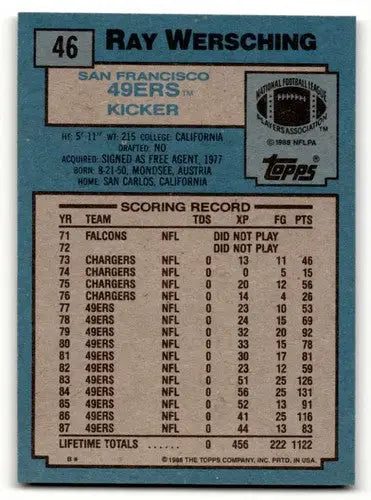 46
RAY WERSCHING
SAN FRANCISCO
49ERS™
KICKER
NATIONAL FOOTBALL LEAGUE
PLAYERS ASSOCIATION
©1988 NFLPA
HT: 5' 11" WT: 215 COLLEGE: CALIFORNIA
DRAFTED: NO
ACQUIRED: SIGNED AS FREE AGENT, 1977
BORN: 8-21-50, MONDSEE, AUSTRIA
HOME: SAN CARLOS, CALIFORNIA
Topps®
SCORING RECORD
YR TEAM TDS XP FG PTS
71 FALCONS NFL DID NOT PLAY
72 DID NOT PLAY
73 CHARGERS NFL 0 13 11 46
74 CHARGERS NFL 0 0 5 15
75 CHARGERS NFL 0 20 12 56
76 CHARGERS NFL 0 14 4 26
77 49ERS NFL 0 23 10 53
78 49ERS NFL 0 24 15 69
79 49ERS NFL 0 32 20 92
80 49ERS NFL 0 33 15 78
81 49ERS NFL 0 30 17 81
82 49ERS NFL 0 23 12 59
83 49ERS NFL 0 51 25 126
84 49ERS NFL 0 56 25 131
85 49ERS NFL 0 52 13 91
86 49ERS NFL 0 41 25 116
87 49ERS NFL 0 44 13 83
LIFETIME TOTALS ...... 0 456 222 1122
B* © 1988 THE TOPPS COMPANY, INC. PRTD. IN U.S.A.